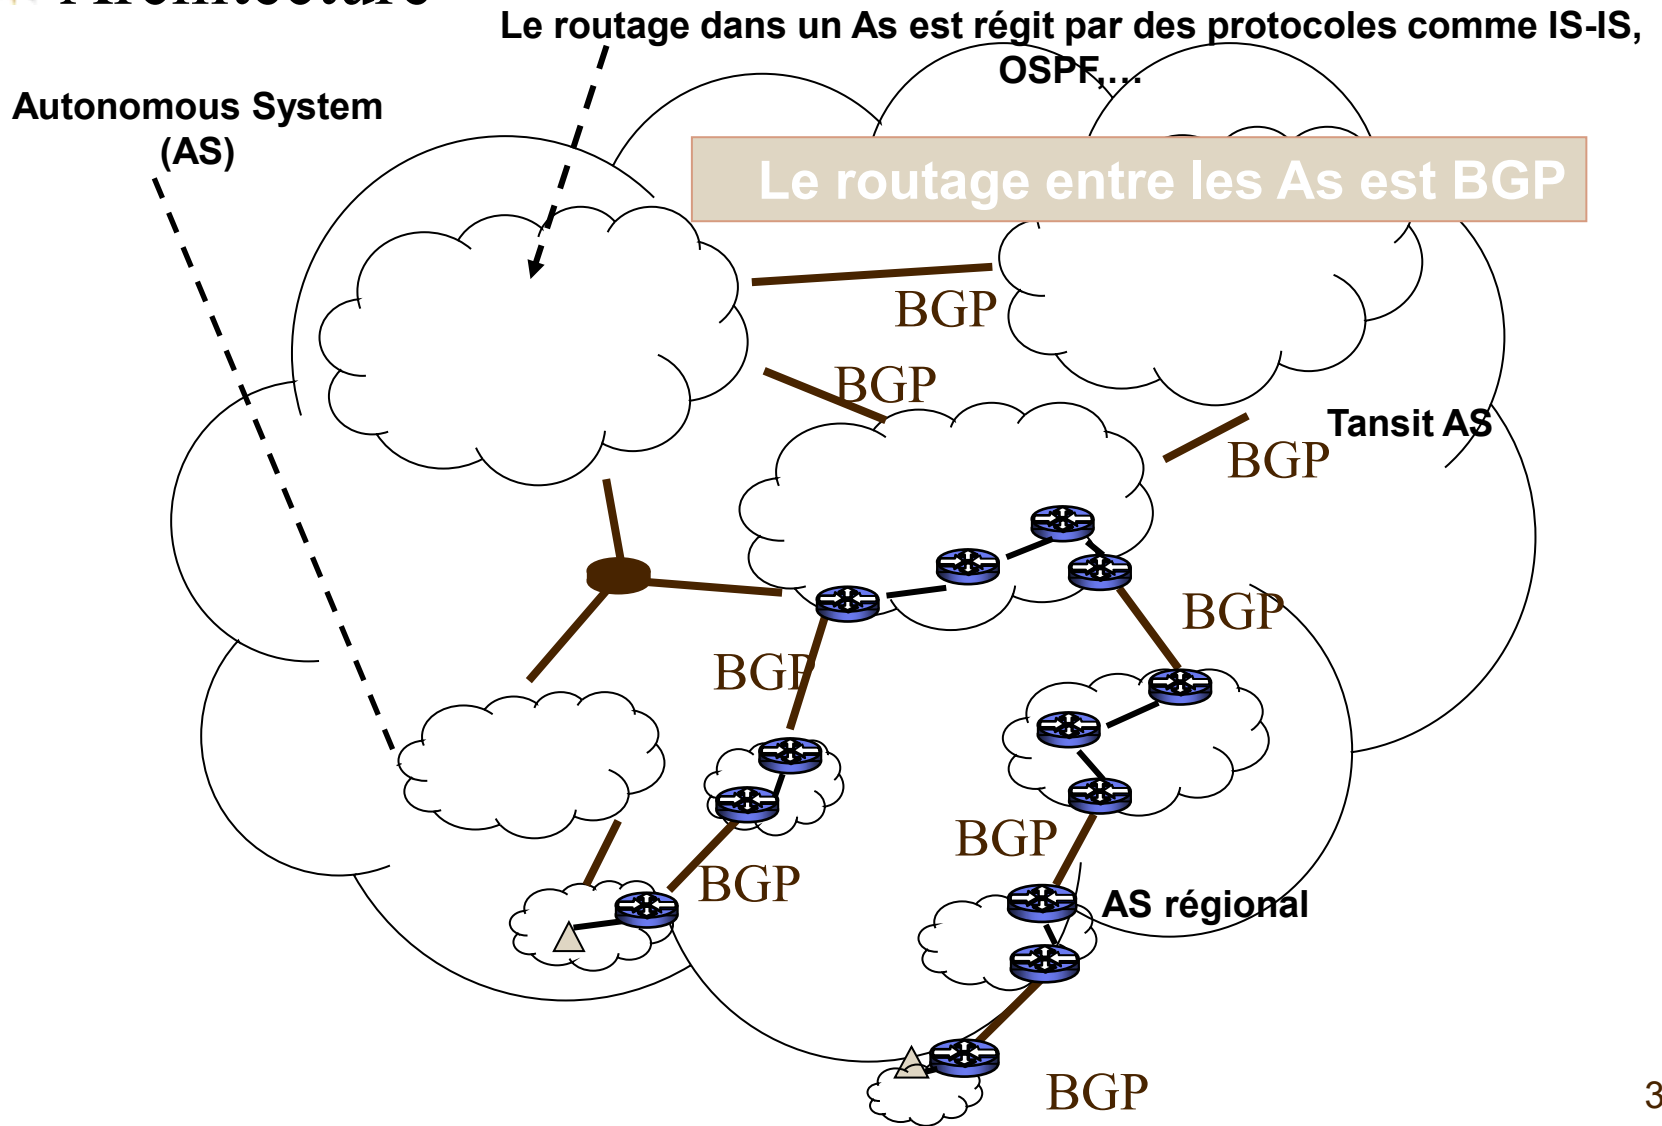 Architecture
Le routage dans un As est régit par des protocoles comme IS-IS,
OSPF,...
Autonomous System
(AS)
Le routage entre les As est BGP
BGP
BGP
Tansit AS
BGP
BGP
BGP
BGP
BGP
AS régional
BGP
3